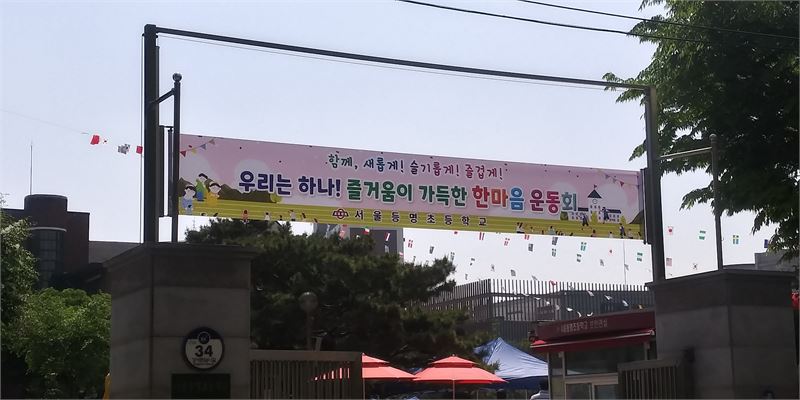 함께, 새롭게! 슬기롭게! 즐겁게!
우리는 하나! 즐거움이 가득한 한마음 운동회
서울등명초등학교
34